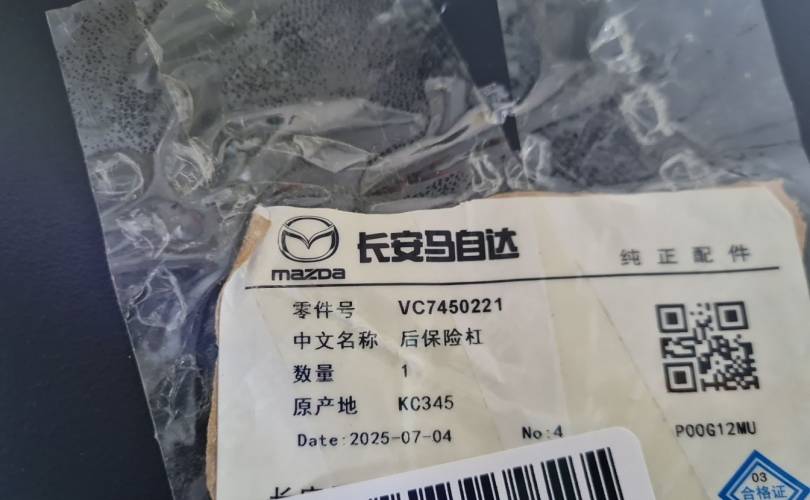 mazda 长安马自达 纯正配件
零件号 VC7450221
中文名称 后保险杠
数量 1
原产地 KC345
Date:2025-07-04 No:4 P00G12MU
03
合格证